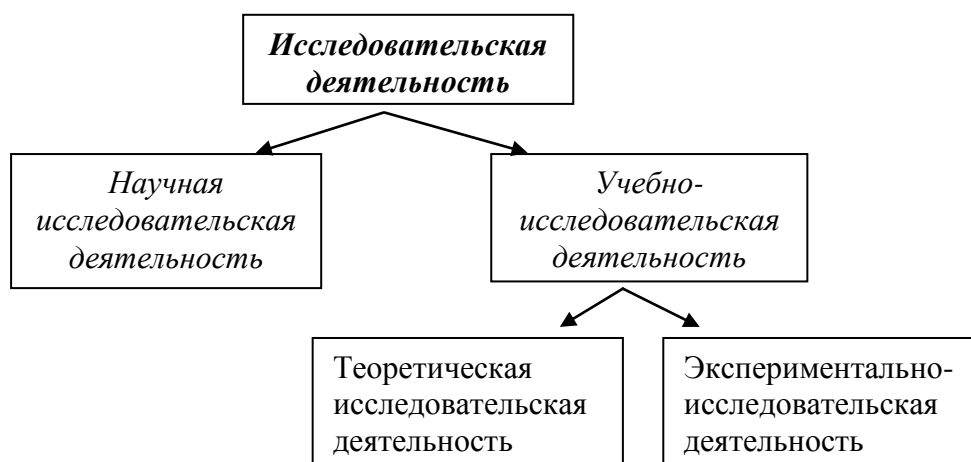 Исследовательская
деятельность
Научная
исследовательская
деятельность
Учебно-
исследовательская
деятельность
Теоретическая
исследовательская
деятельность
Экспериментально-
исследовательская
деятельность